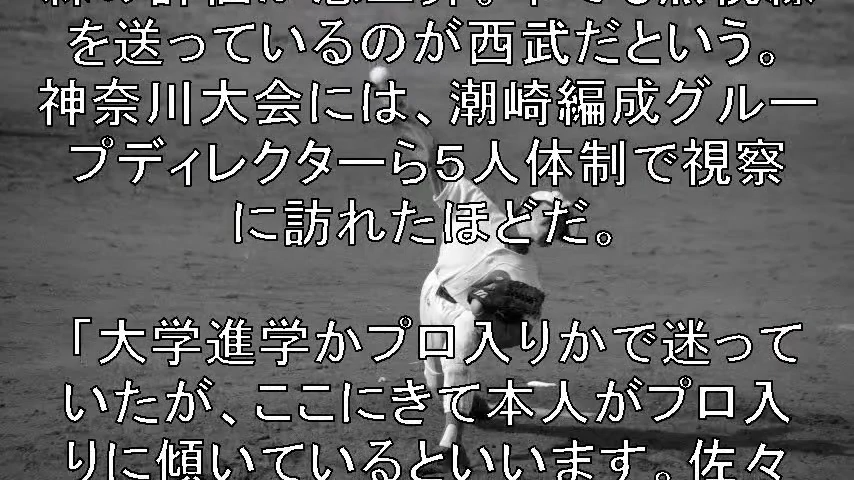 を送っているのが西武だという。
神奈川大会には、潮崎編成グルー
プディレクターら５人体制で視察
に訪れたほどだ。
「大学進学かプロ入りかで迷って
いたが、ここにきて本人がプロ入
りに傾いているといいます。佐々